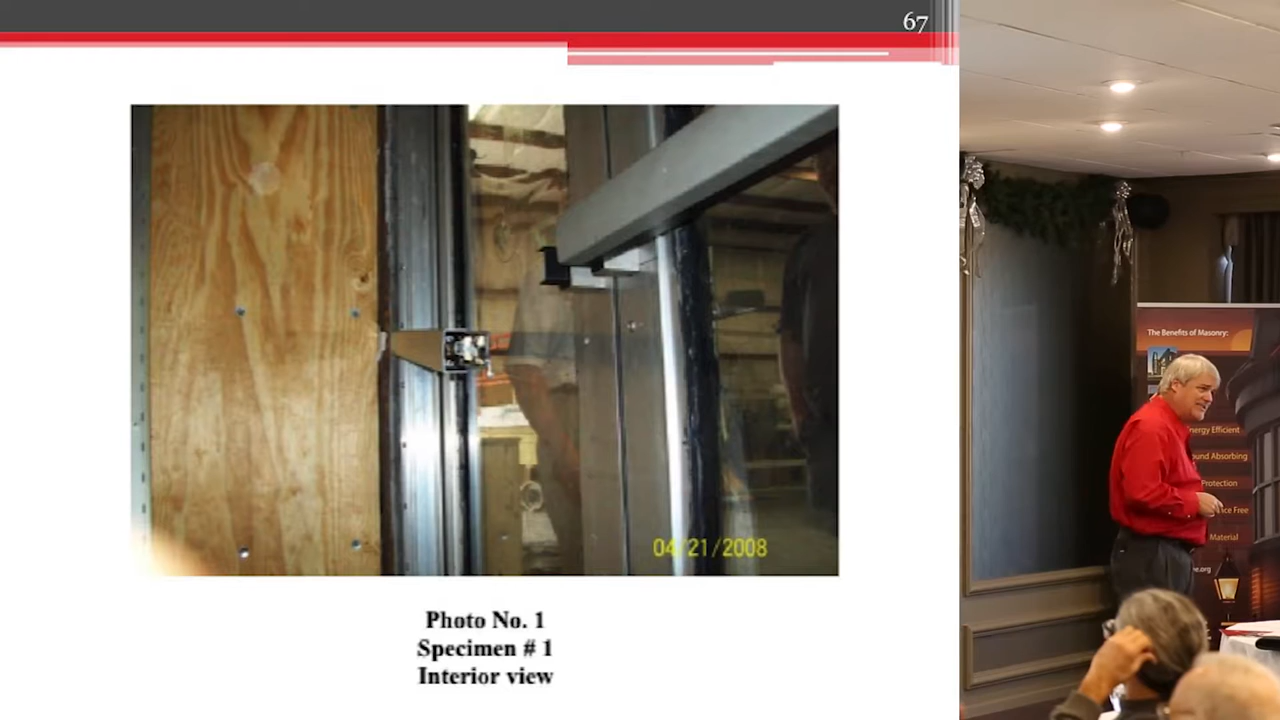 67
04/21/2008
Photo No. 1
Specimen # 1
Interior view
The Benefits of Masonry:
Energy Efficient
Sound Absorbing
Protection
Material